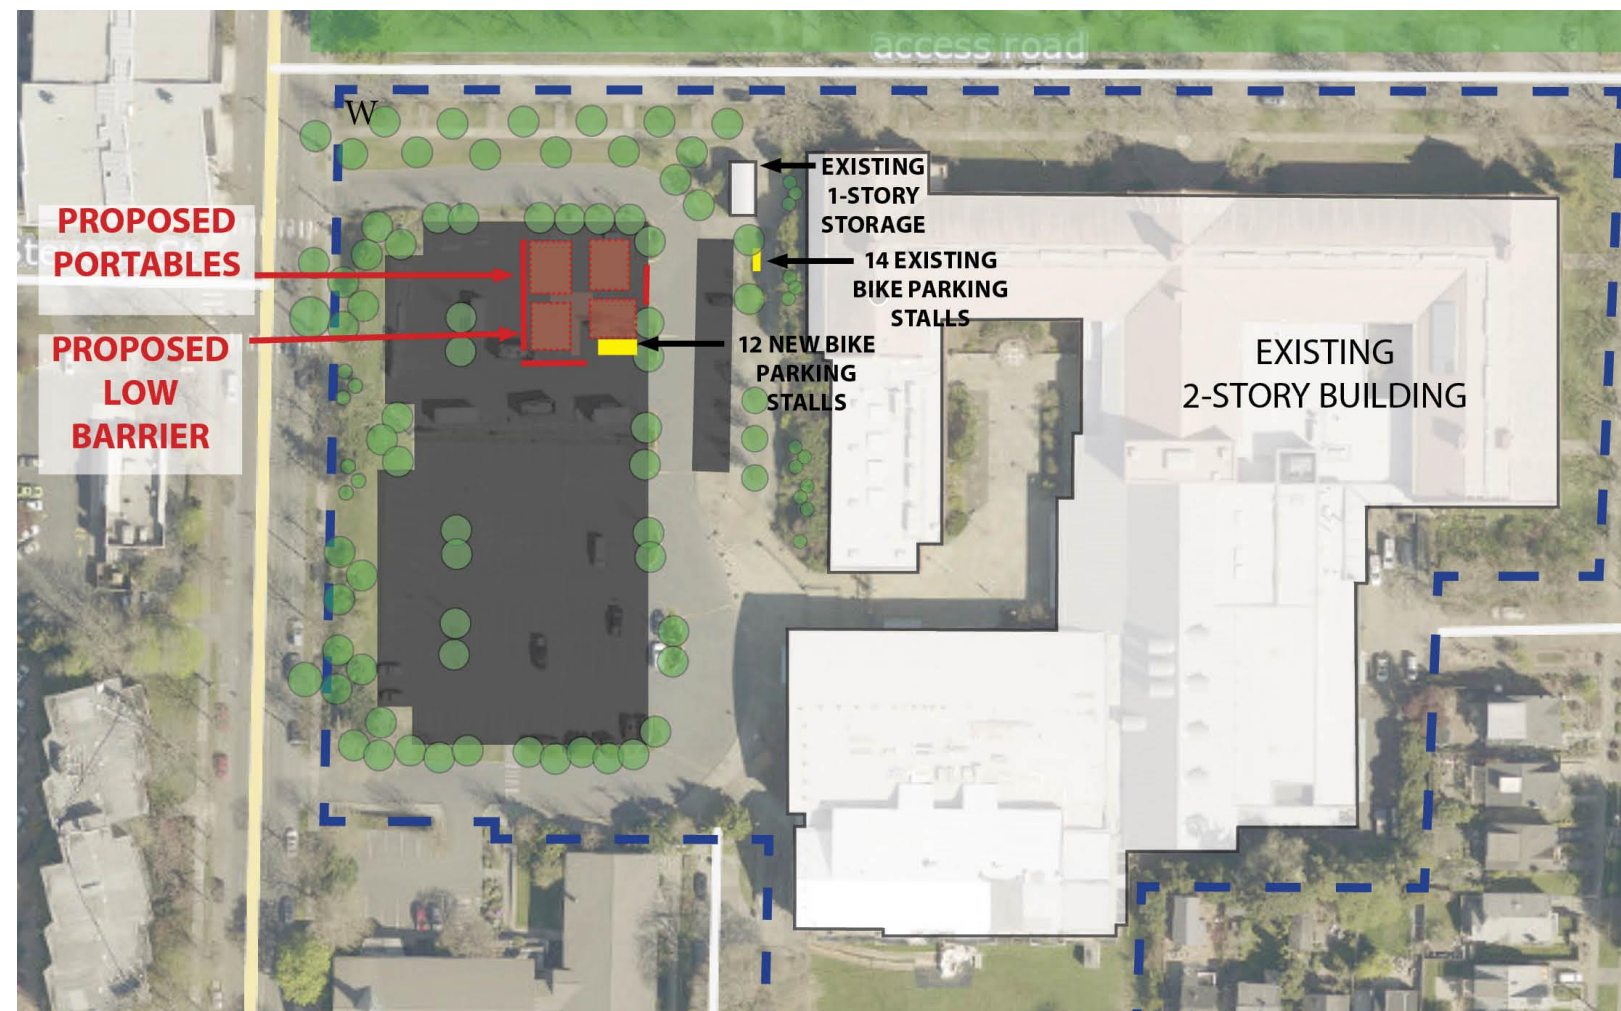 access road
W
EXISTING
1-STORY
STORAGE
PROPOSED
PORTABLES
14 EXISTING
BIKE PARKING
STALLS
PROPOSED
LOW
BARRIER
12 NEW BIKE
PARKING
STALLS
EXISTING
2-STORY BUILDING